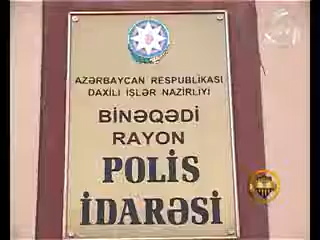 AZƏRBAYCAN RESPUBLİKASI
DAXİLİ İŞLƏR NAZİRLİYİ
BİNƏQƏDİ
RAYON
POLİS
İDARƏSİ